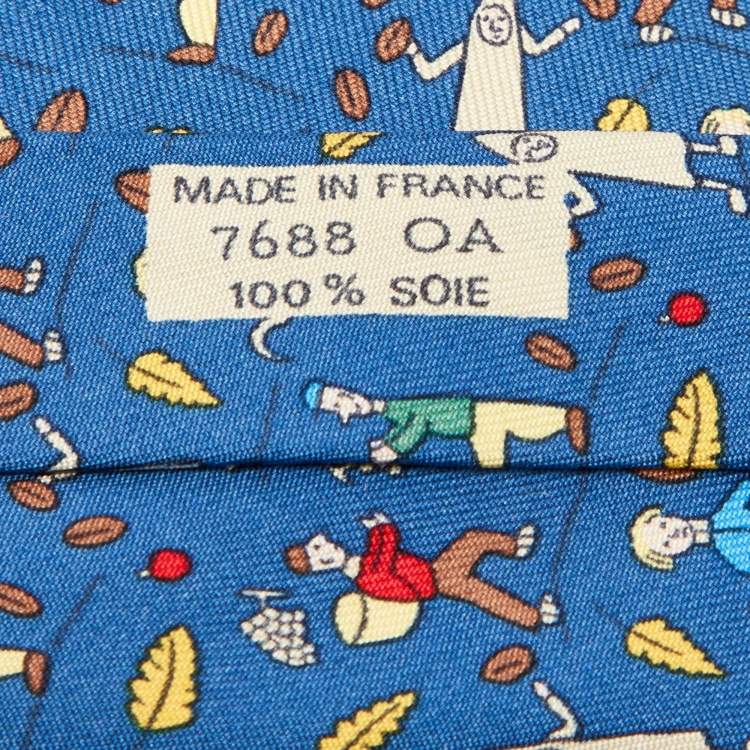 MADE IN FRANCE
7688 OA
100% SOIE